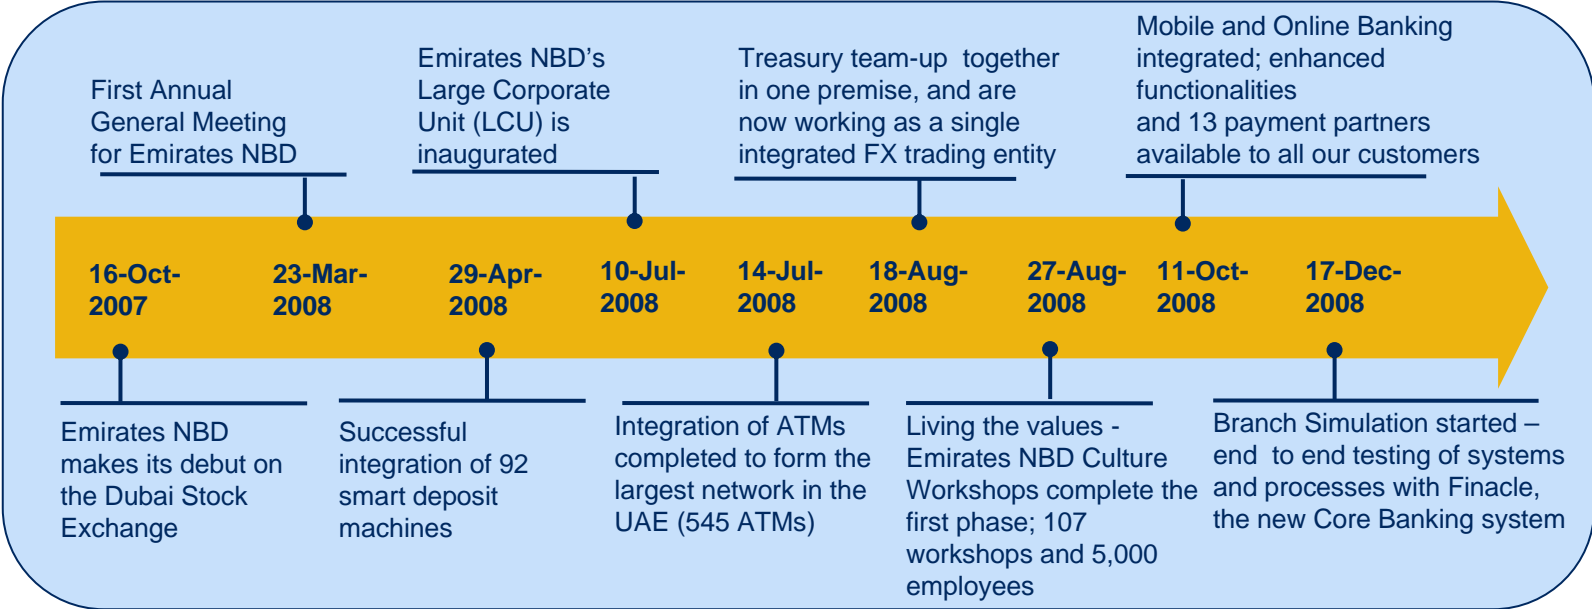 First Annual
General Meeting
for Emirates NBD
Emirates NBD’s
Large Corporate
Unit (LCU) is
inaugurated
Treasury team-up  together
in one premise, and are
now working as a single
integrated FX trading entity
Mobile and Online Banking
integrated; enhanced
functionalities
and 13 payment partners
available to all our customers
16-Oct-
2007
23-Mar-
2008
29-Apr-
2008
10-Jul-
2008
14-Jul-
2008
18-Aug-
2008
27-Aug-
2008
11-Oct-
2008
17-Dec-
2008
Emirates NBD
makes its debut on
the Dubai Stock
Exchange
Successful
integration of 92
smart deposit
machines
Integration of ATMs
completed to form the
largest network in the
UAE (545 ATMs)
Living the values -
Emirates NBD Culture
Workshops complete the
first phase; 107
workshops and 5,000
employees
Branch Simulation started –
end  to end testing of systems
and processes with Finacle,
the new Core Banking system